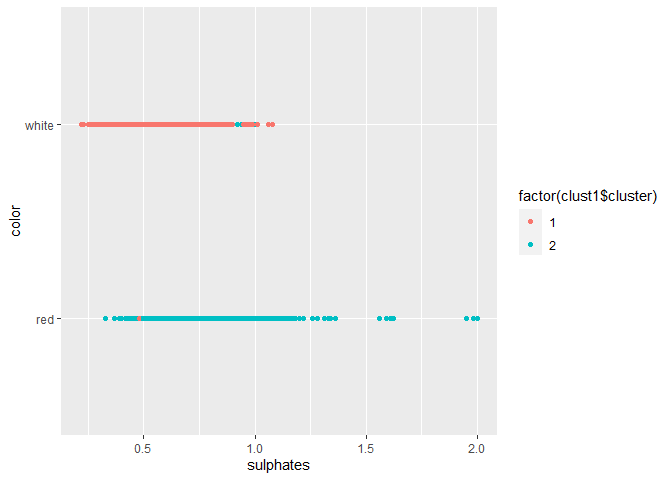 white
red
color
0.5 1.0 1.5 2.0
sulphates
factor(clust1$cluster)
1
2